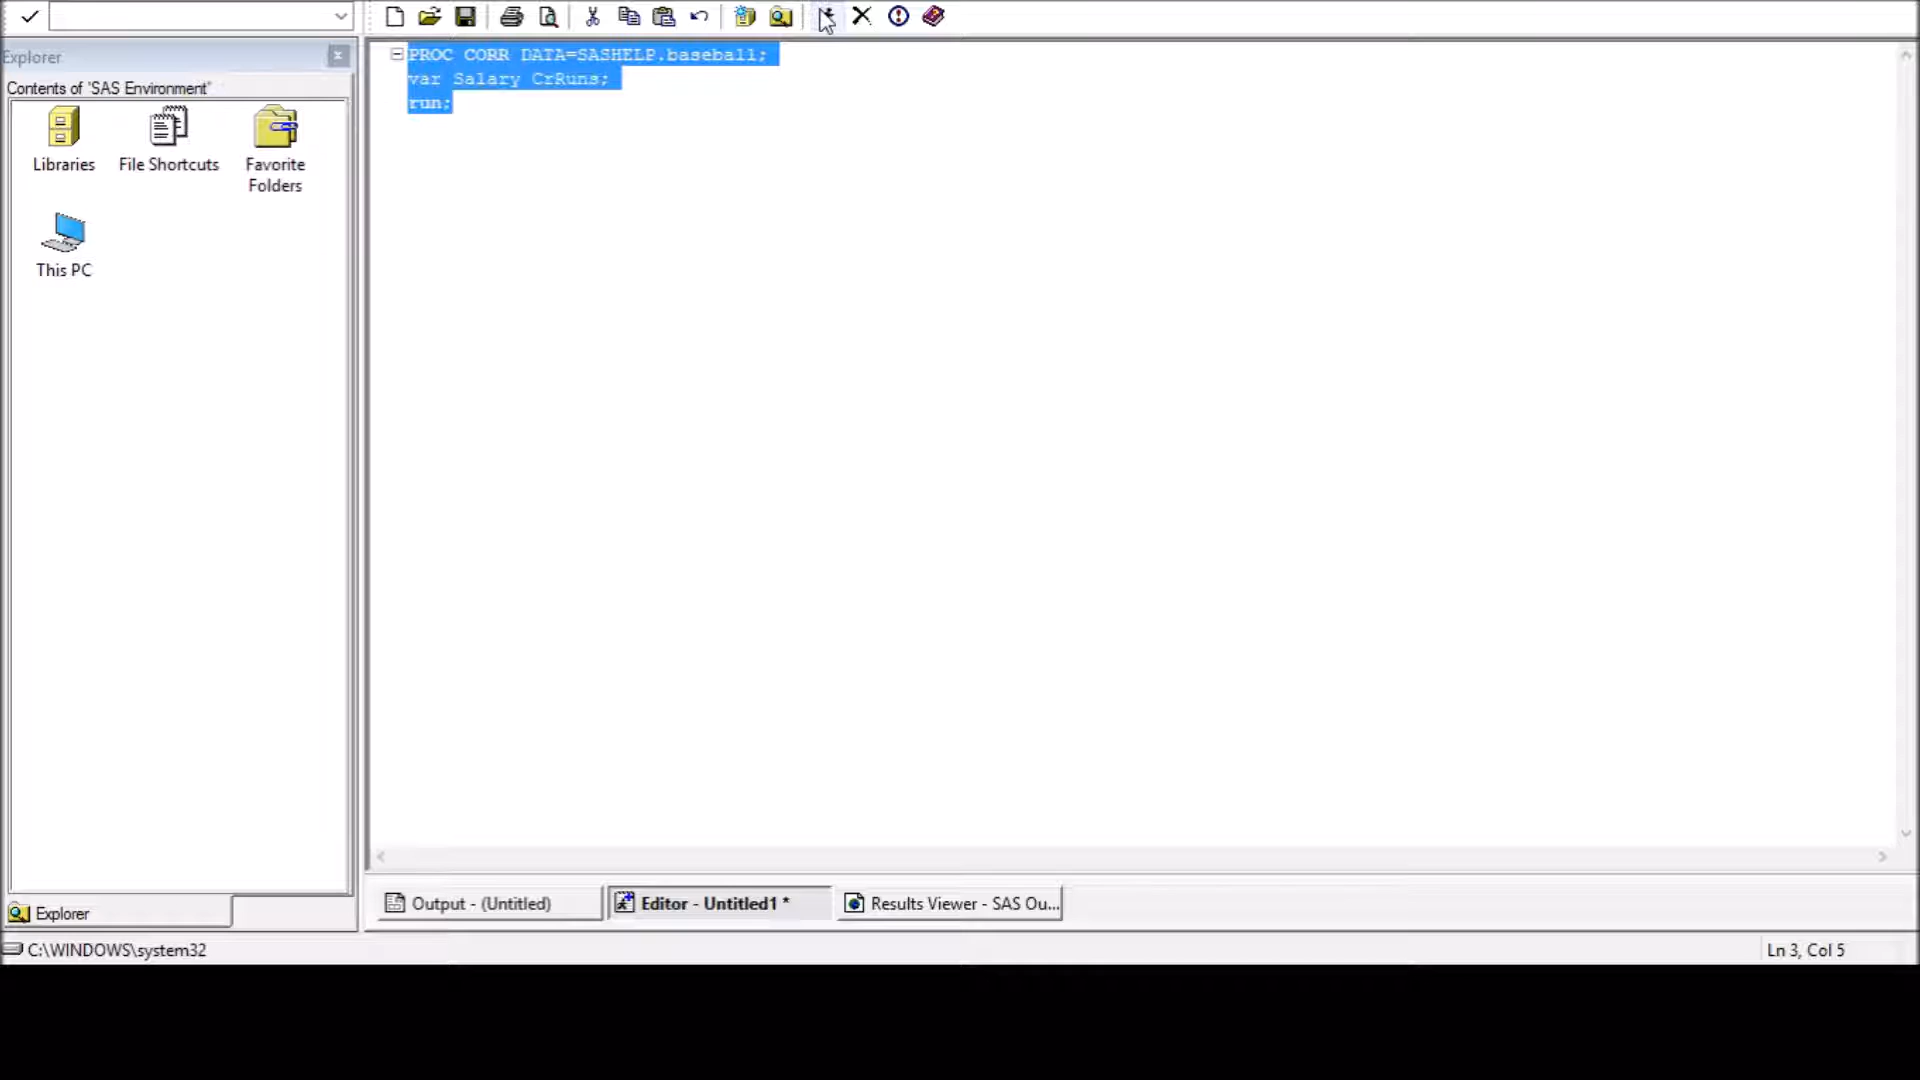 Explorer
Contents of 'SAS Environment'
Libraries
File Shortcuts
Favorite
Folders
This PC
PROC CORR DATA=SASHELP.baseball;
var Salary CrRuns;
run;
Output - (Untitled)
Editor - Untitled1 *
Results Viewer - SAS Ou...
Explorer
C:\WINDOWS\system32
Ln 3, Col 5